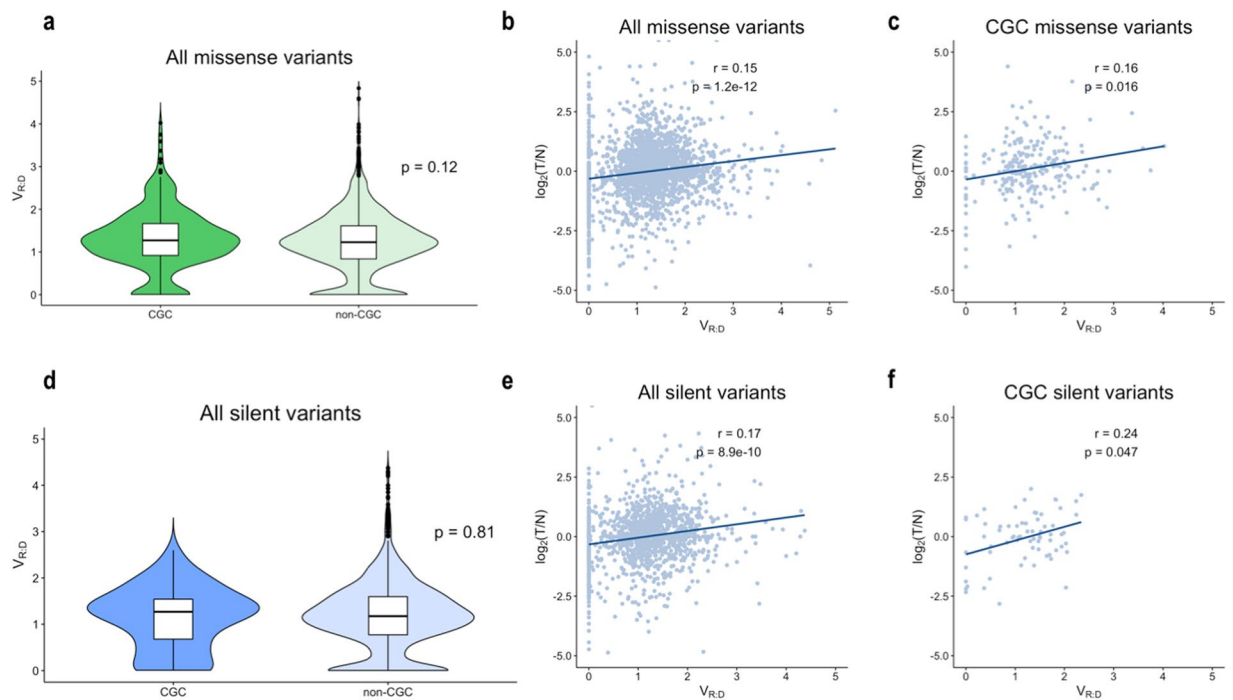 a
All missense variants
5
4
3
2
1
0
V_R:D
p = 0.12
CGC
non-CGC
b
All missense variants
r = 0.15
p = 1.2e-12
5.0
2.5
0.0
-2.5
-5.0
log₂(T/N)
0 1 2 3 4 5
V_R:D
c
CGC missense variants
r = 0.16
p = 0.016
5.0
2.5
0.0
-2.5
-5.0
log₂(T/N)
0 1 2 3 4 5
V_R:D
d
All silent variants
5
4
3
2
1
0
V_R:D
p = 0.81
CGC
non-CGC
e
All silent variants
r = 0.17
p = 8.9e-10
5.0
2.5
0.0
-2.5
-5.0
log₂(T/N)
0 1 2 3 4 5
V_R:D
f
CGC silent variants
r = 0.24
p = 0.047
5.0
2.5
0.0
-2.5
-5.0
log₂(T/N)
0 1 2 3 4 5
V_R:D